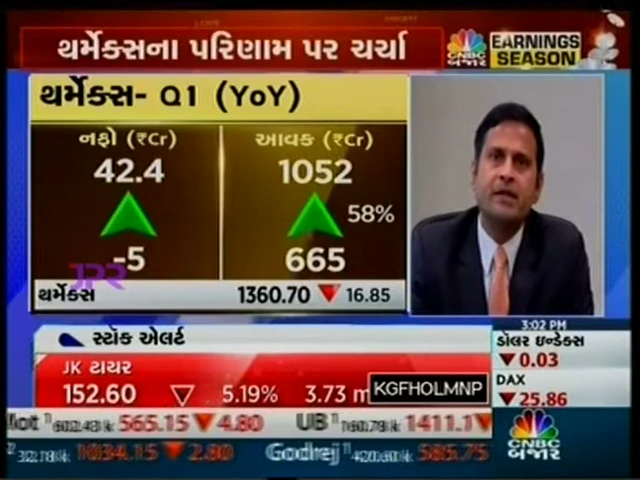 થર્મેક્સના પરિણામ પર ચર્ચા
CNBC બજાર
EARNINGS SEASON
થર્મેક્સ- Q1 (YoY)
નફો (₹Cr)
આવક (₹Cr)
42.4
1052
58%
-5
665
JPR
થર્મેક્સ 1360.70 16.85
3:02 PM
સ્ટૉક એલર્ટ
ડૉલર ઇન્ડેક્સ
0.03
JK ટાયર
DAX
152.60 5.19% 3.73 m
KGFHOLMNP
25.86
565.15 4.80 UB 1411.1
1034.15 2.80 Godrej 585.75
CNBC
બજાર